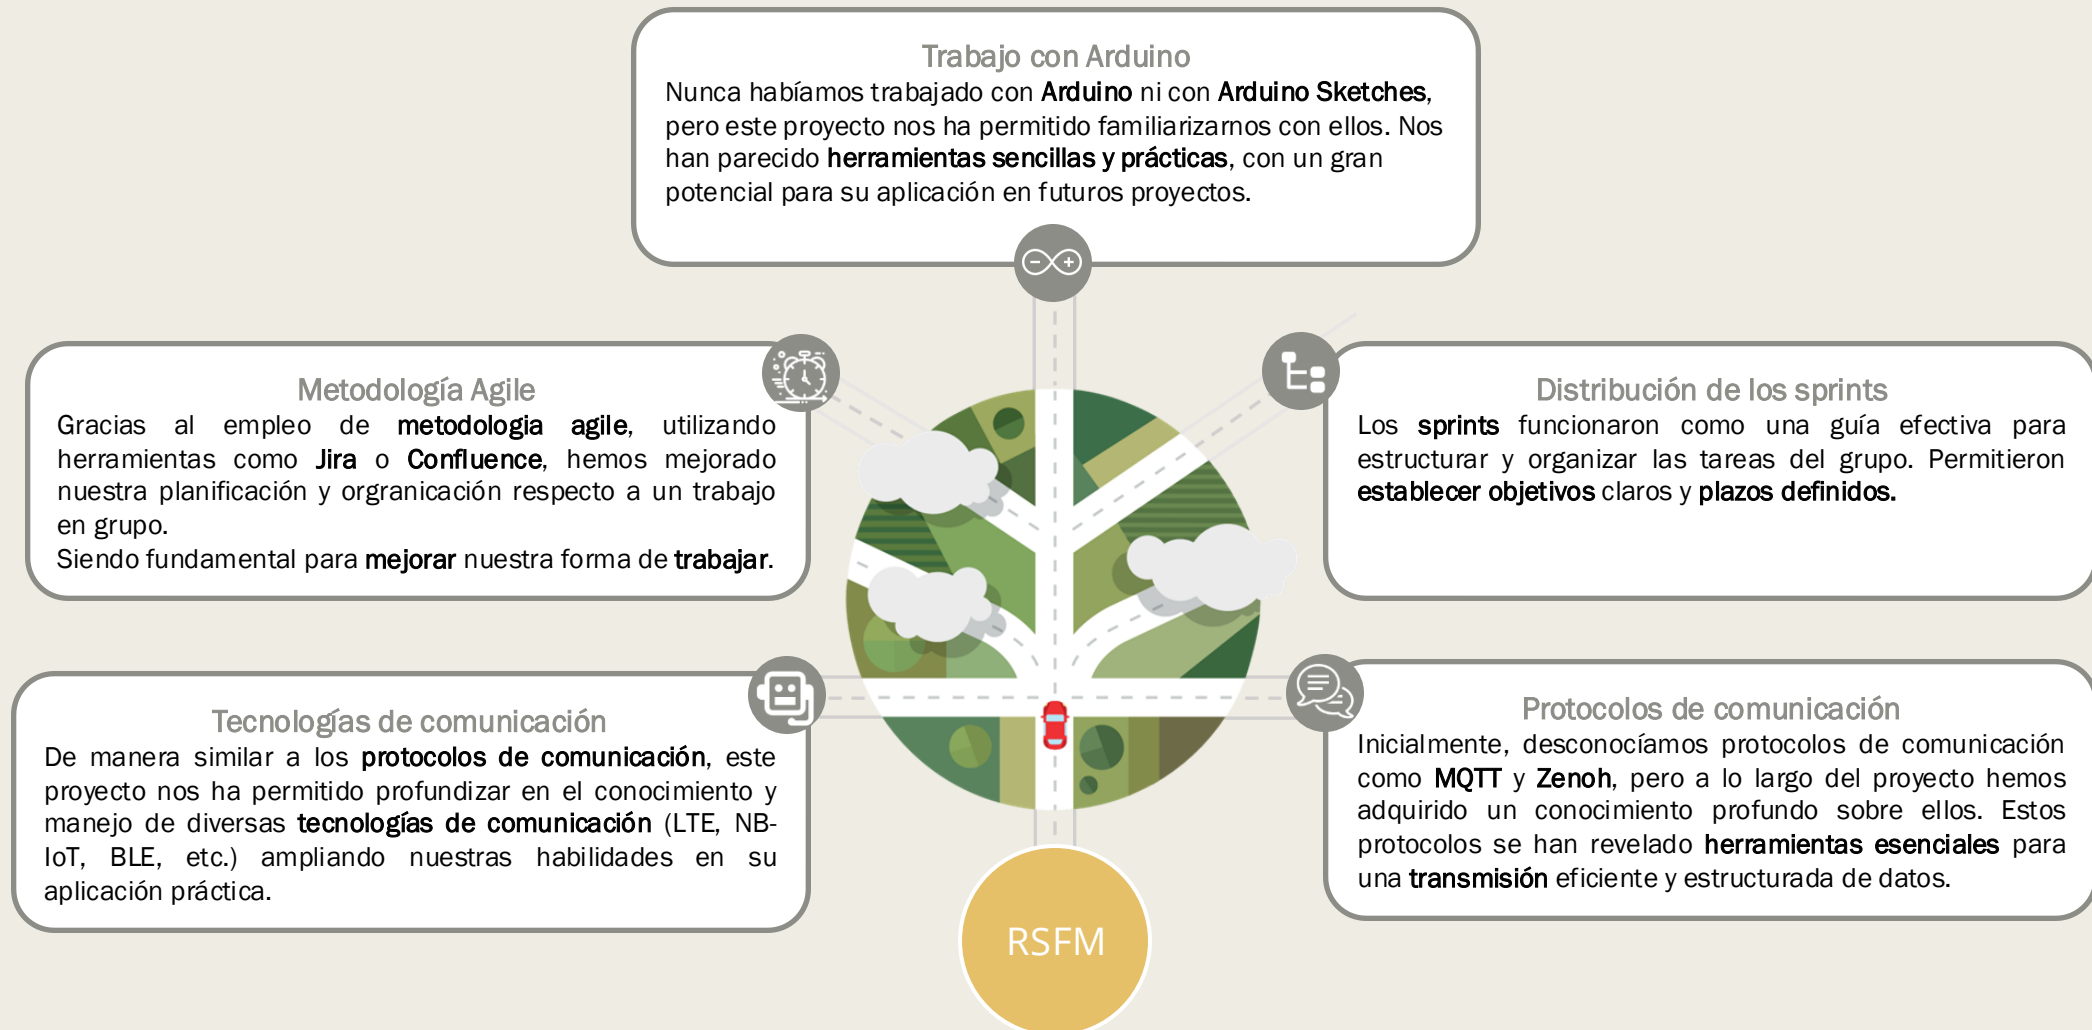 Trabajo con Arduino
Nunca habíamos trabajado con Arduino ni con Arduino Sketches,
pero este proyecto nos ha permitido familiarizarnos con ellos. Nos
han parecido herramientas sencillas y prácticas, con un gran
potencial para su aplicación en futuros proyectos.
Metodología Agile
Gracias al empleo de metodologia agile, utilizando
herramientas como Jira o Confluence, hemos mejorado
nuestra planificación y orgranicación respecto a un trabajo
en grupo.
Siendo fundamental para mejorar nuestra forma de trabajar.
Distribución de los sprints
Los sprints funcionaron como una guía efectiva para
estructurar y organizar las tareas del grupo. Permitieron
establecer objetivos claros y plazos definidos.
Tecnologías de comunicación
De manera similar a los protocolos de comunicación, este
proyecto nos ha permitido profundizar en el conocimiento y
manejo de diversas tecnologías de comunicación (LTE, NB-
IoT, BLE, etc.) ampliando nuestras habilidades en su
aplicación práctica.
Protocolos de comunicación
Inicialmente, desconocíamos protocolos de comunicación
como MQTT y Zenoh, pero a lo largo del proyecto hemos
adquirido un conocimiento profundo sobre ellos. Estos
protocolos se han revelado herramientas esenciales para
una transmisión eficiente y estructurada de datos.
RSFM